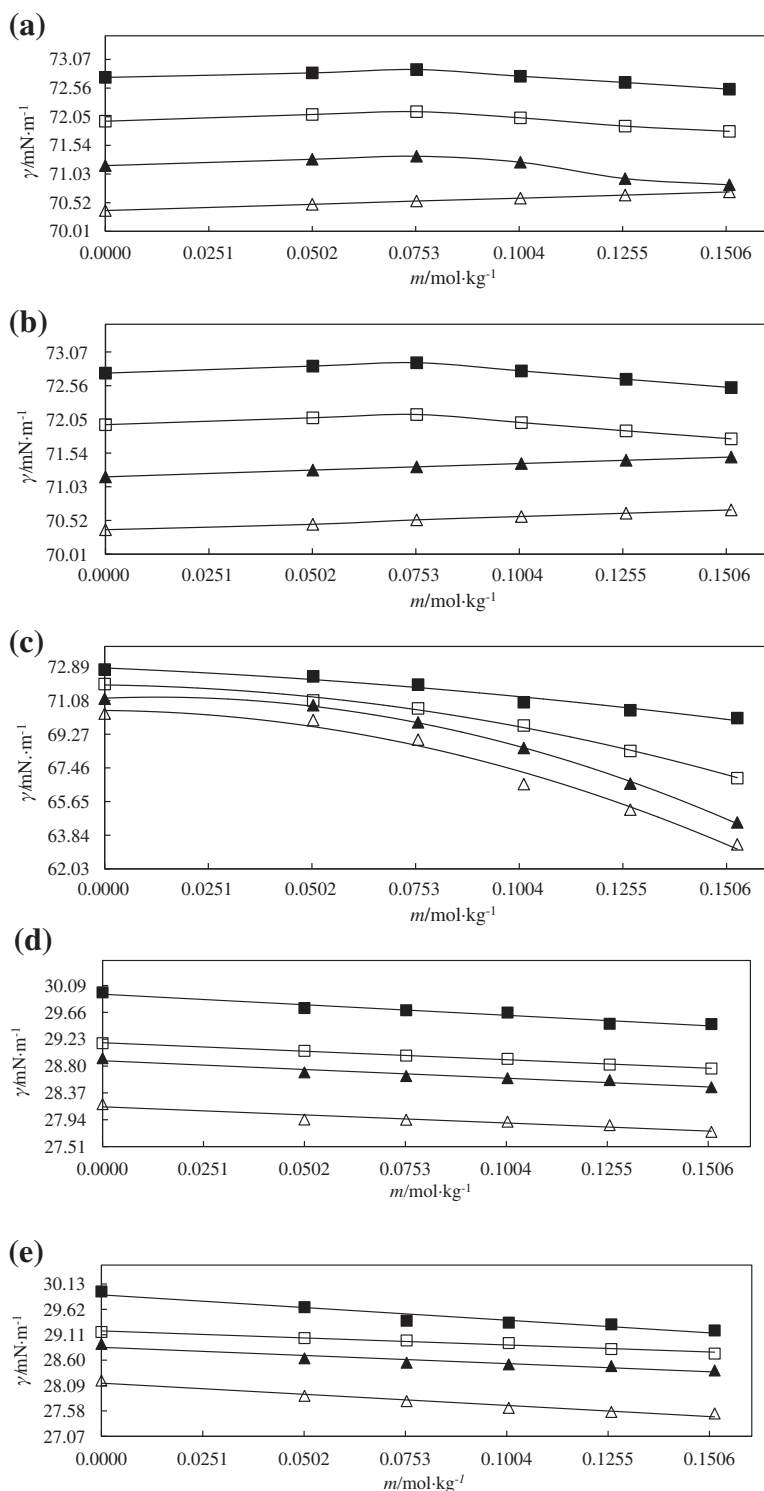 (a)
73.07
72.56
72.05
71.54
71.03
70.52
70.01
γ/mN·m-1
0.0000 0.0251 0.0502 0.0753 0.1004 0.1255 0.1506
m/mol·kg-1
(b)
73.07
72.56
72.05
71.54
71.03
70.52
70.01
γ/mN·m-1
0.0000 0.0251 0.0502 0.0753 0.1004 0.1255 0.1506
m/mol·kg-1
(c)
72.89
71.08
69.27
67.46
65.65
63.84
62.03
γ/mN.·m-1
0.0000 0.0251 0.0502 0.0753 0.1004 0.1255 0.1506
m/mol·kg-1
(d)
30.09
29.66
29.23
28.80
28.37
27.94
27.51
γ/mN·m-1
0.0000 0.0251 0.0502 0.0753 0.1004 0.1255 0.1506
m/mol·kg-1
(e)
30.13
29.62
29.11
28.60
28.09
27.58
27.07
γ/mN·m-1
0.0000 0.0251 0.0502 0.0753 0.1004 0.1255 0.1506
m/mol·kg-1